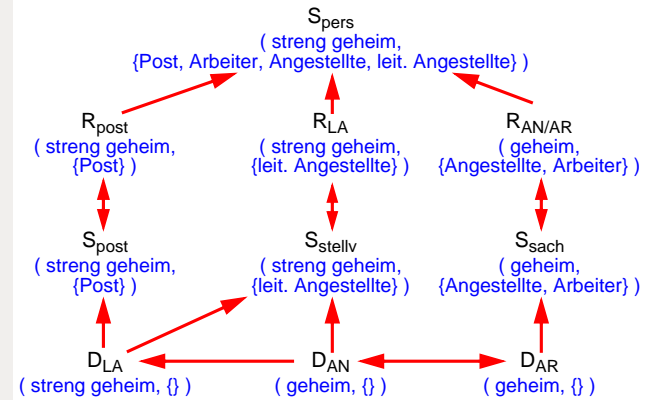 S_pers
( streng geheim,
{Post, Arbeiter, Angestellte, leit. Angestellte} )
R_post R_LA R_AN/AR
( streng geheim, ( streng geheim, ( geheim,
{Post} ) {leit. Angestellte} ) {Angestellte, Arbeiter} )
S_post S_stellv S_sach
( streng geheim, ( streng geheim, ( geheim,
{Post} ) {leit. Angestellte} ) {Angestellte, Arbeiter} )
D_LA D_AN D_AR
( streng geheim, {} ) ( geheim, {} ) ( geheim, {} )